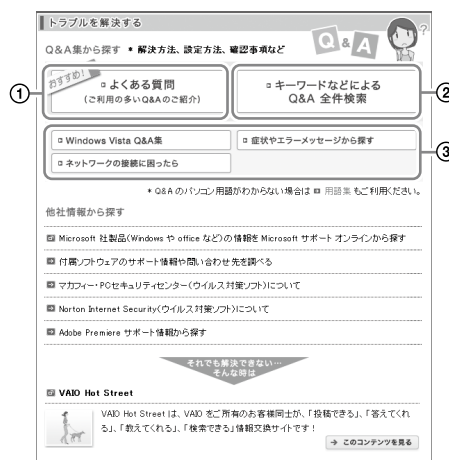 トラブルを解決する
Q&A集から探す * 解決方法、設定方法、確認事項など
Q & A
?
おすすめ!
よくある質問
(ご利用の多いQ&Aのご紹介)
キーワードなどによる
Q&A 全件検索
①
②
Windows Vista Q&A集
症状やエラーメッセージから探す
③
ネットワークの接続に困ったら
* Q&A のパソコン用語がわからない場合は 用語集 もご利用ください。
他社情報から探す
Microsoft 社製品(Windows や office など)の情報を Microsoft サポート オンラインから探す
付属ソフトウェアのサポート情報や問い合わせ先を調べる
マカフィー・PCセキュリティセンター(ウイルス対策ソフト)について
Norton Internet Security(ウイルス対策ソフト)について
Adobe Premiere サポート情報から探す
それでも解決できない…
そんな時は
VAIO Hot Street
VAIO Hot Street は、VAIO をご所有のお客様同士が、「投稿できる」、「答えてくれ
る」、「教えてくれる」、「検索できる」情報交換サイトです!
→ このコンテンツを見る